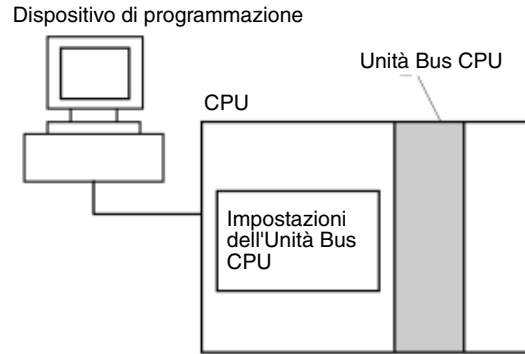 Dispositivo di programmazione
Unità Bus CPU
CPU
Impostazioni
dell'Unità Bus
CPU